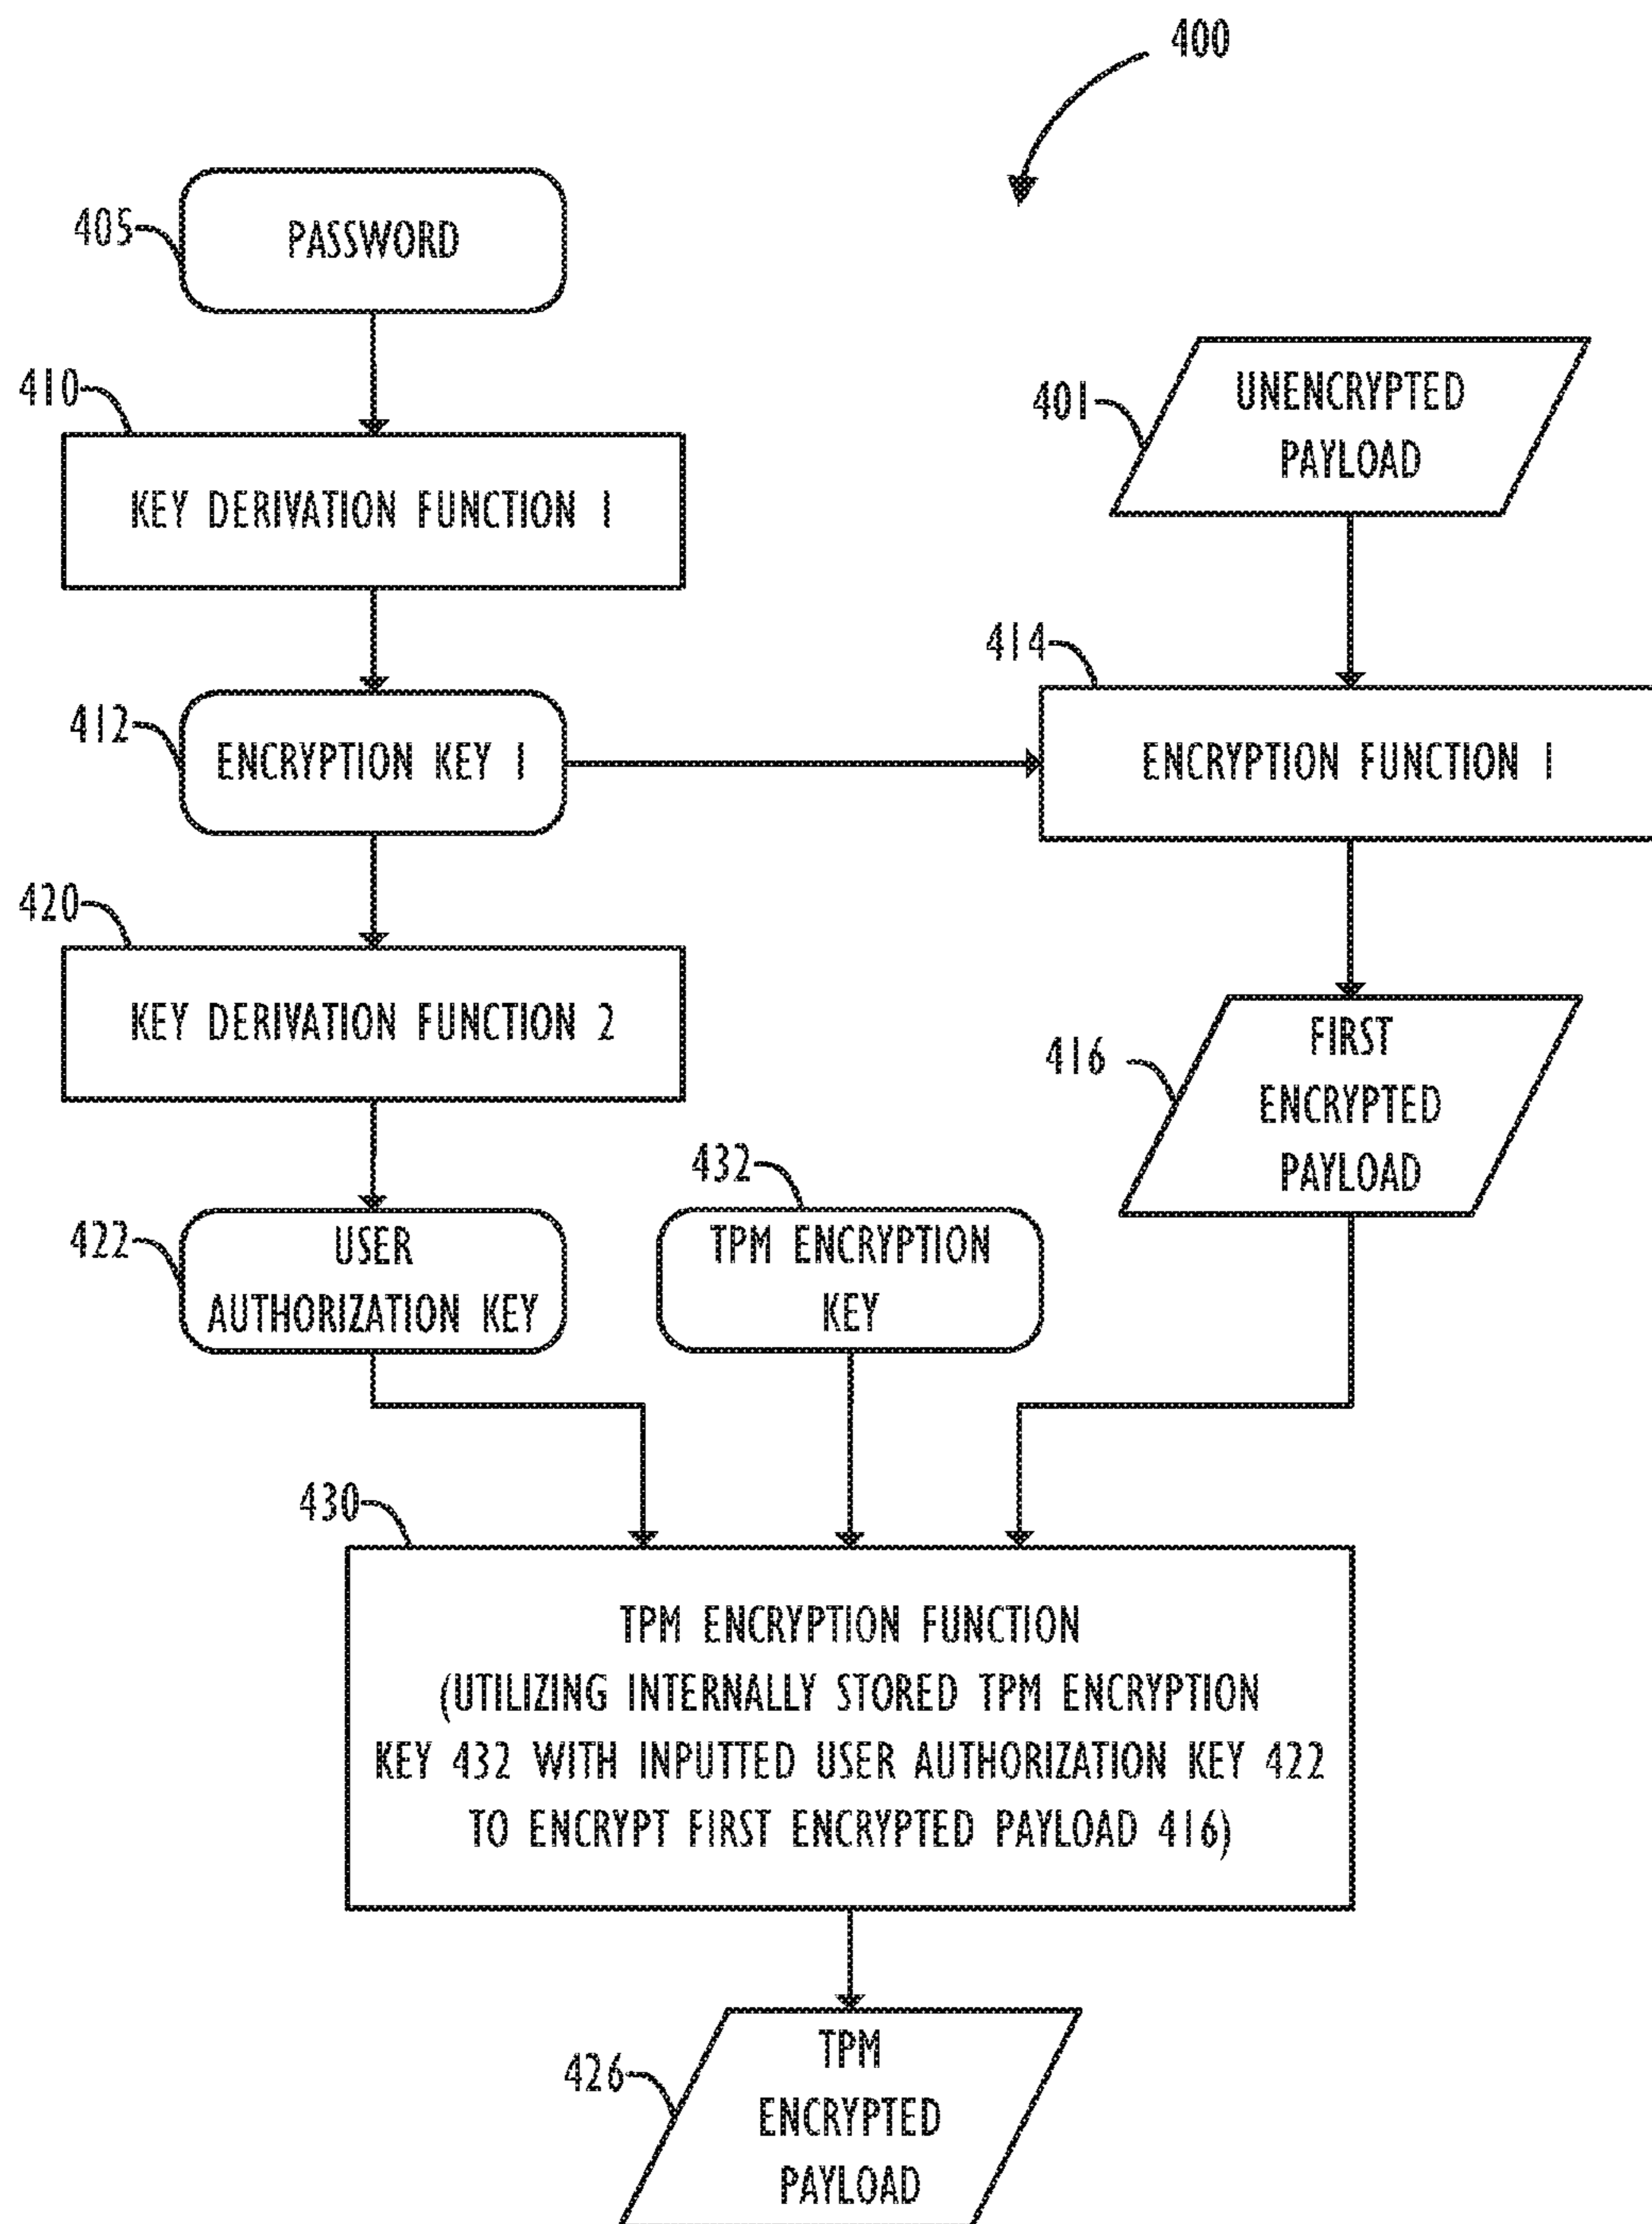 400
405
PASSWORD
410
KEY DERIVATION FUNCTION 1
401
UNENCRYPTED
PAYLOAD
412
ENCRYPTION KEY 1
414
ENCRYPTION FUNCTION 1
420
KEY DERIVATION FUNCTION 2
416
FIRST
ENCRYPTED
PAYLOAD
422
USER
AUTHORIZATION KEY
432
TPM ENCRYPTION
KEY
430
TPM ENCRYPTION FUNCTION
(UTILIZING INTERNALLY STORED TPM ENCRYPTION
KEY 432 WITH INPUTTED USER AUTHORIZATION KEY 422
TO ENCRYPT FIRST ENCRYPTED PAYLOAD 416)
426
TPM
ENCRYPTED
PAYLOAD